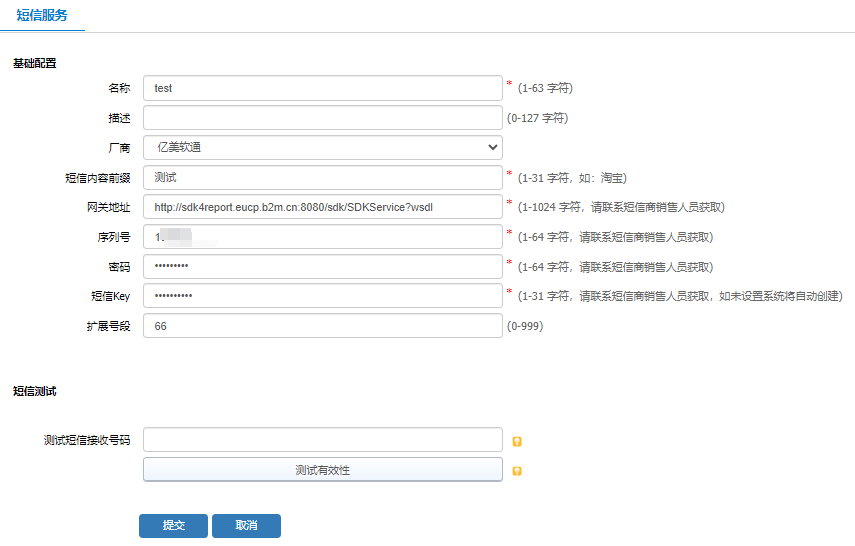 短信服务
基础配置
名称 test * (1-63 字符)
描述 (0-127 字符)
厂商 亿美软通
短信内容前缀 测试 * (1-31 字符，如：淘宝)
网关地址 http://sdk4report.eucp.b2m.cn:8080/sdk/SDKService?wsdl * (1-1024 字符，请联系短信商销售人员获取)
序列号 * (1-64 字符，请联系短信商销售人员获取)
密码 ••••••••• * (1-64 字符，请联系短信商销售人员获取)
短信Key •••••••••• * (1-31 字符，请联系短信商销售人员获取，如未设置系统将自动创建)
扩展号段 66 (0-999)
短信测试
测试短信接收号码
测试有效性
提交 取消